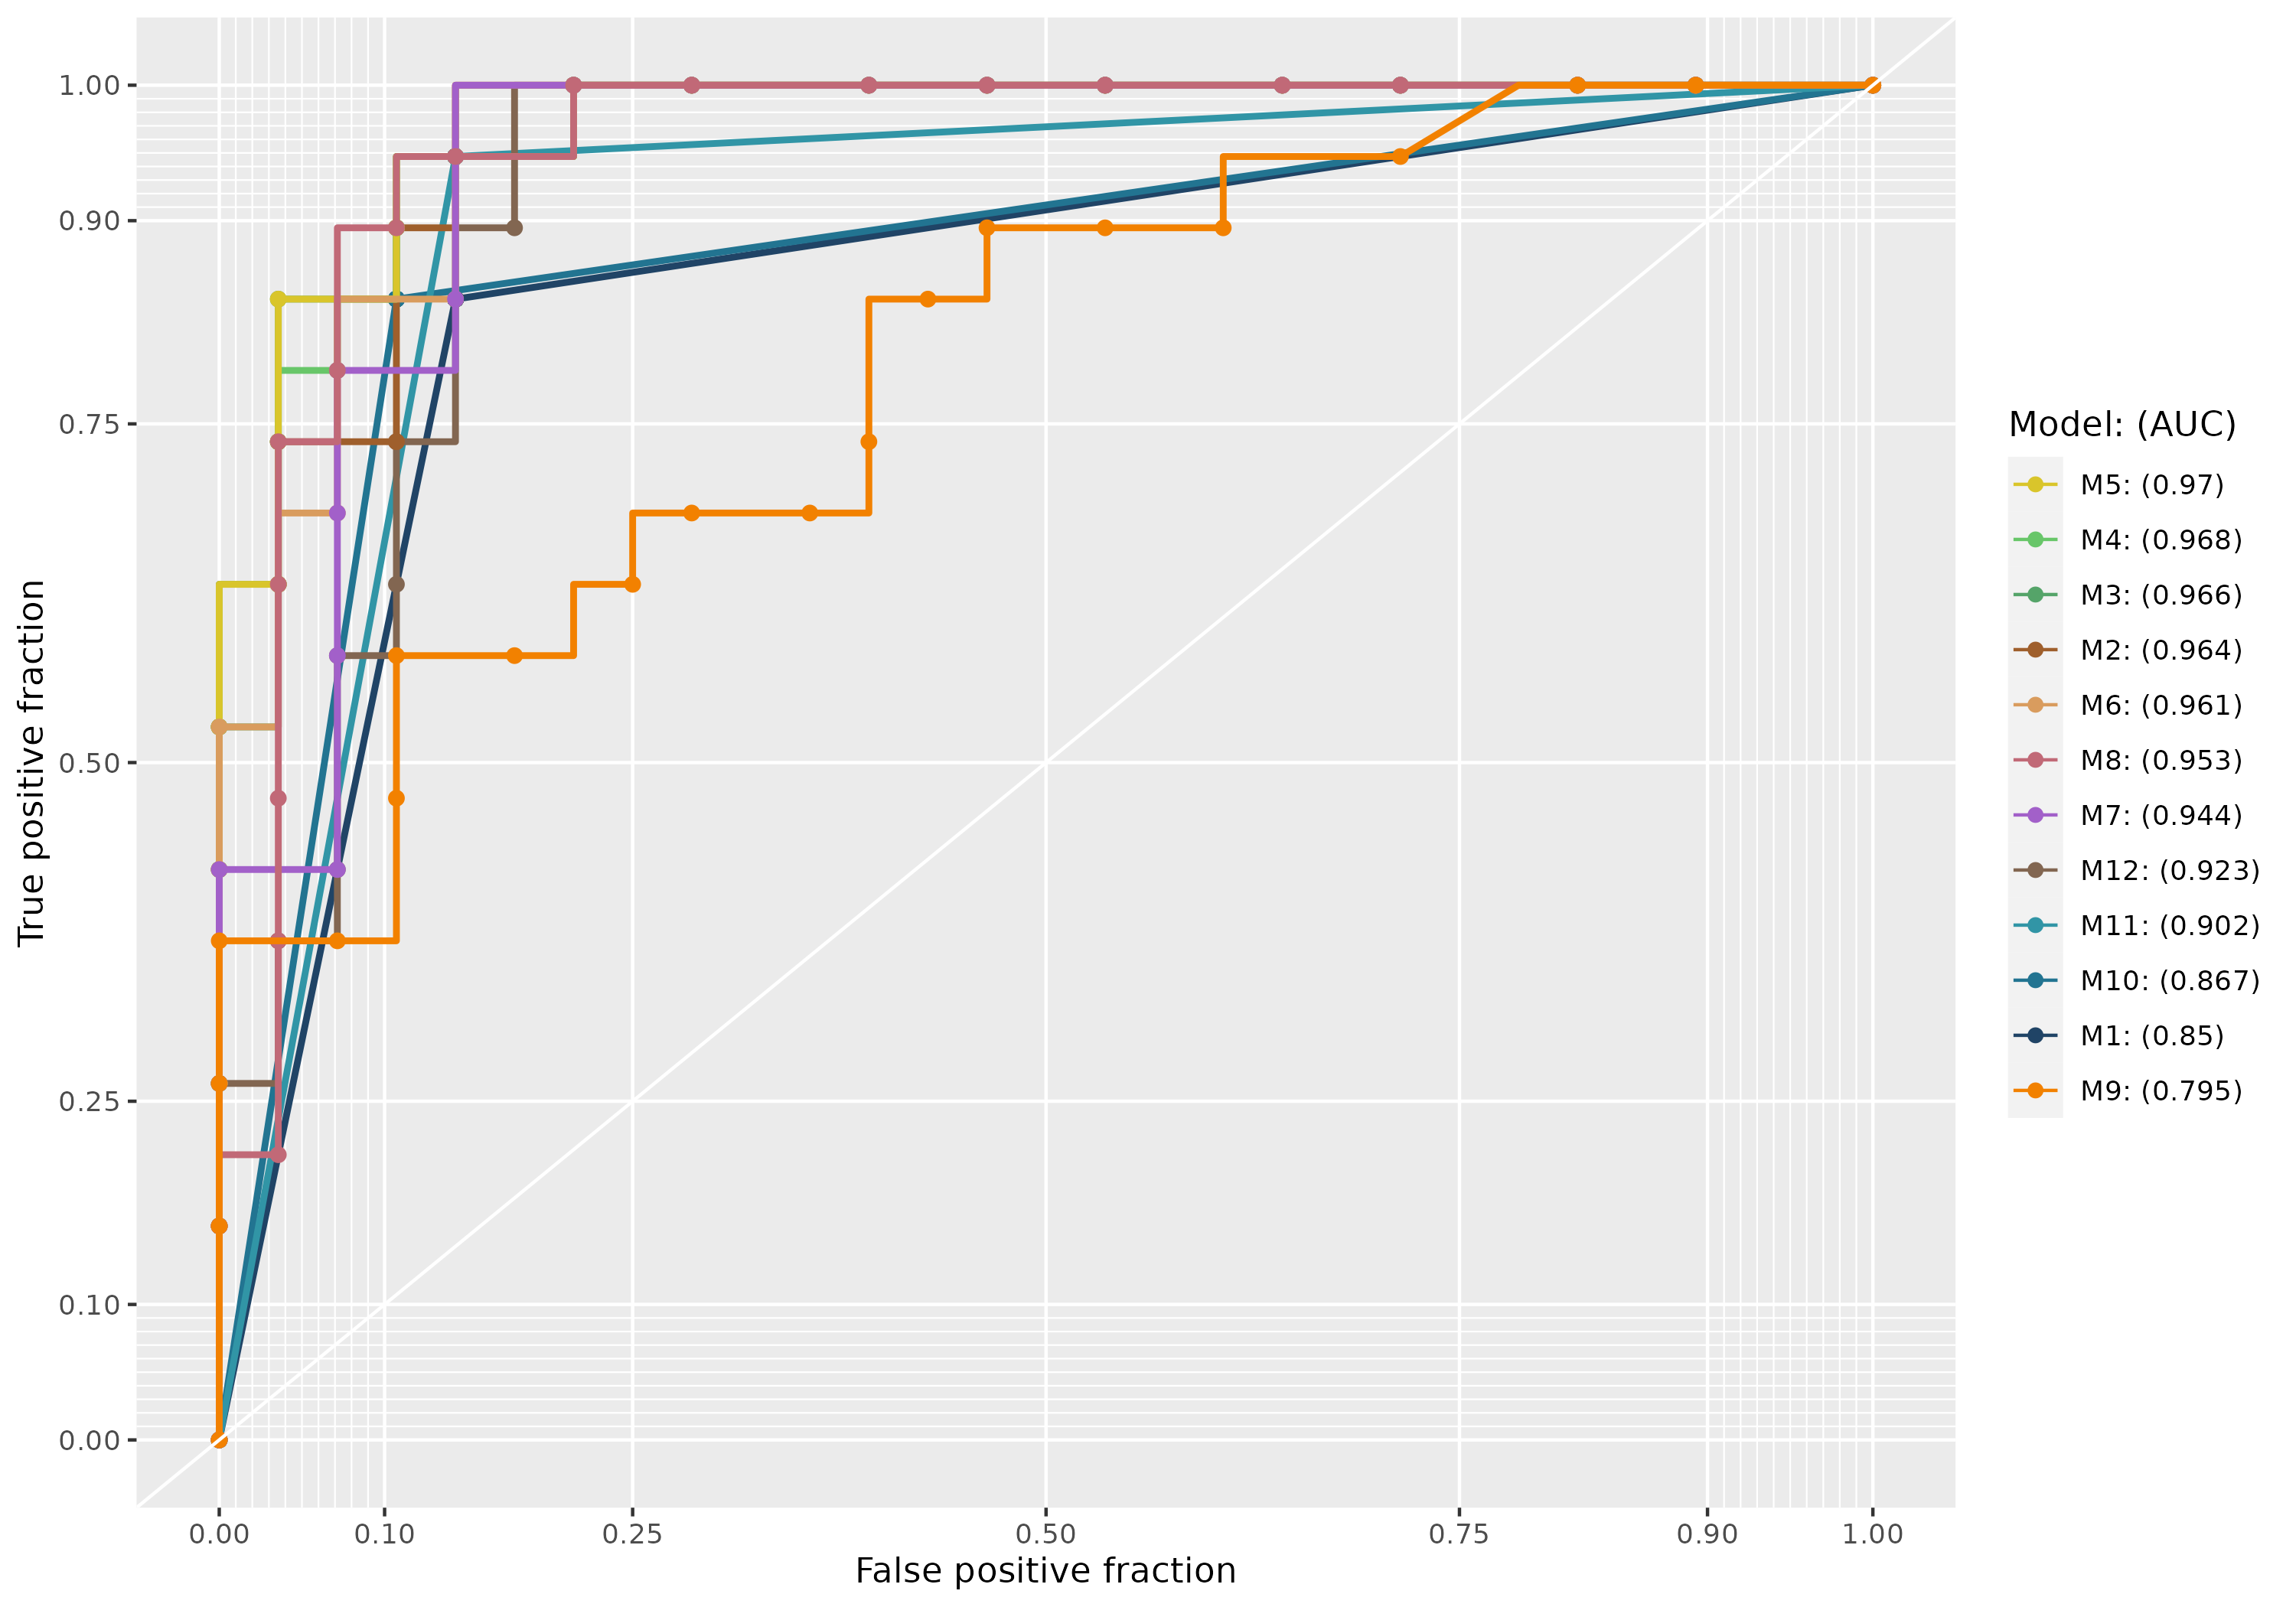 1.00
0.90
0.75
0.50
0.25
0.10
0.00
True positive fraction
0.00 0.10 0.25 0.50 0.75 0.90 1.00
False positive fraction
Model: (AUC)
M5: (0.97)
M4: (0.968)
M3: (0.966)
M2: (0.964)
M6: (0.961)
M8: (0.953)
M7: (0.944)
M12: (0.923)
M11: (0.902)
M10: (0.867)
M1: (0.85)
M9: (0.795)